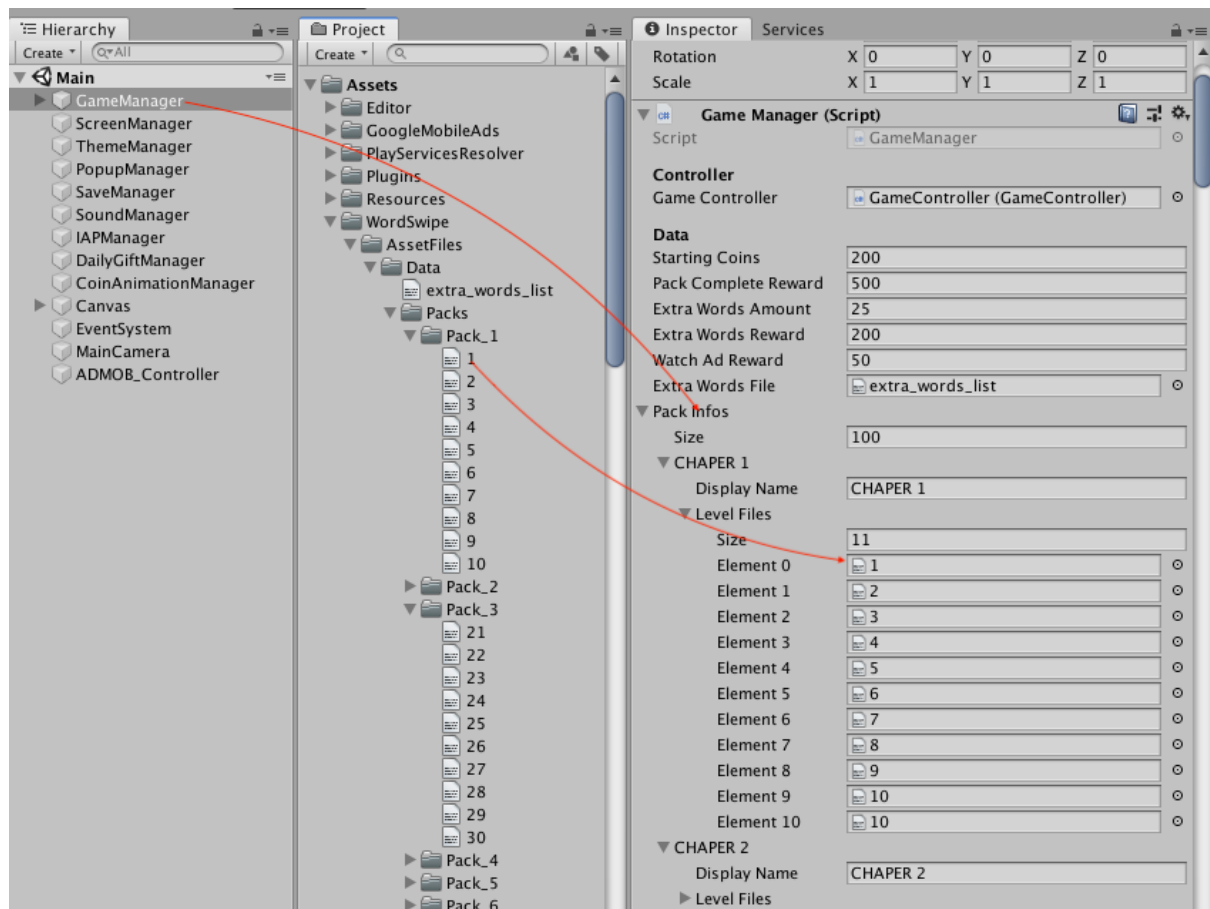 Hierarchy
Create
All
Main
GameManager
ScreenManager
ThemeManager
PopupManager
SaveManager
SoundManager
IAPManager
DailyGiftManager
CoinAnimationManager
Canvas
EventSystem
MainCamera
ADMOB_Controller
Project
Create
Assets
Editor
GoogleMobileAds
PlayServicesResolver
Plugins
Resources
WordSwipe
AssetFiles
Data
extra_words_list
Packs
Pack_1
1
2
3
4
5
6
7
8
9
10
Pack_2
Pack_3
21
22
23
24
25
26
27
28
29
30
Pack_4
Pack_5
Pack_6
Inspector Services
Rotation X 0 Y 0 Z 0
Scale X 1 Y 1 Z 1
C# Game Manager (Script)
Script GameManager
Controller
Game Controller GameController (GameController)
Data
Starting Coins 200
Pack Complete Reward 500
Extra Words Amount 25
Extra Words Reward 200
Watch Ad Reward 50
Extra Words File extra_words_list
Pack Infos
Size 100
CHAPER 1
Display Name CHAPER 1
Level Files
Size 11
Element 0 1
Element 1 2
Element 2 3
Element 3 4
Element 4 5
Element 5 6
Element 6 7
Element 7 8
Element 8 9
Element 9 10
Element 10 10
CHAPER 2
Display Name CHAPER 2
Level Files